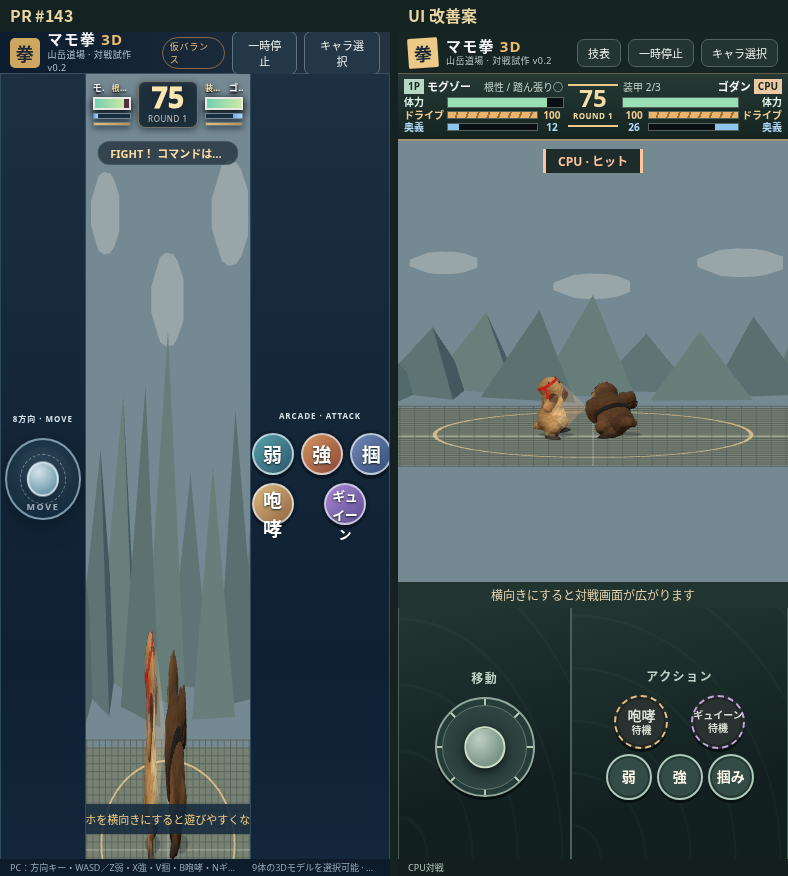 PR #143
拳
マモ拳 3D
山岳道場・対戦試作
v0.2
仮バラン
ス
一時停
止
キャラ選
択
モ. 根…
75
ROUND 1
装… ゴ..
FIGHT！ コマンドは…
8方向・MOVE
MOVE
ARCADE・ATTACK
弱 強 掴
咆
哮
ギュ
イー
ン
ホを横向きにすると遊びやすくな
PC：方向キー・WASD／Z弱・X強・V掴・B咆哮・Nギ…
9体の3Dモデルを選択可能・…
UI 改善案
拳
マモ拳 3D
山岳道場・対戦試作 v0.2
技表
一時停止
キャラ選択
1P モグゾー 根性 / 踏ん張り〇
75
ROUND 1
装甲 2/3 ゴダン CPU
体力 体力
ドライブ 100 100 ドライブ
奥義 12 26 奥義
CPU・ヒット
横向きにすると対戦画面が広がります
移動
アクション
咆哮
待機
ギュイーン
待機
弱 強 掴み
CPU対戦